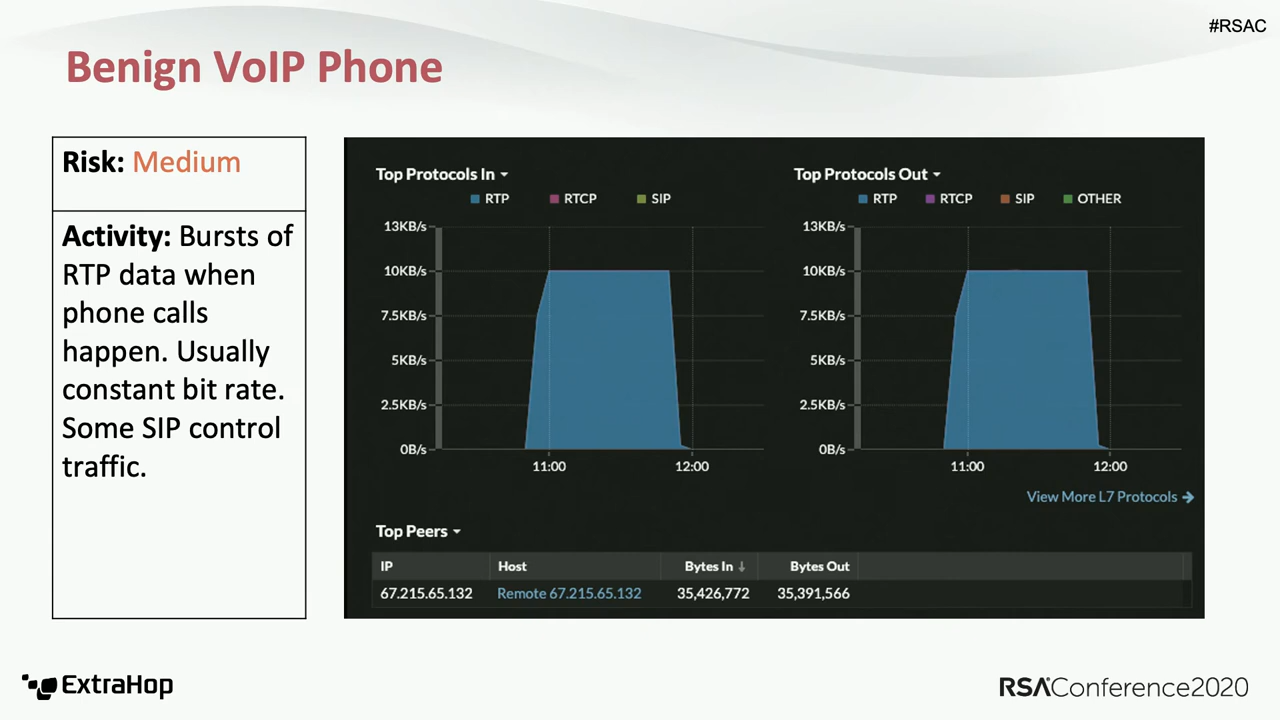 #RSAC
Benign VoIP Phone
Risk: Medium
Activity: Bursts of
RTP data when
phone calls
happen. Usually
constant bit rate.
Some SIP control
traffic.
Top Protocols In
RTP RTCP SIP
13KB/s
10KB/s
7.5KB/s
5KB/s
2.5KB/s
0B/s
11:00 12:00
Top Protocols Out
RTP RTCP SIP OTHER
13KB/s
10KB/s
7.5KB/s
5KB/s
2.5KB/s
0B/s
11:00 12:00
View More L7 Protocols →
Top Peers
IP Host Bytes In ↓ Bytes Out
67.215.65.132 Remote 67.215.65.132 35,426,772 35,391,566
ExtraHop
RSAConference2020